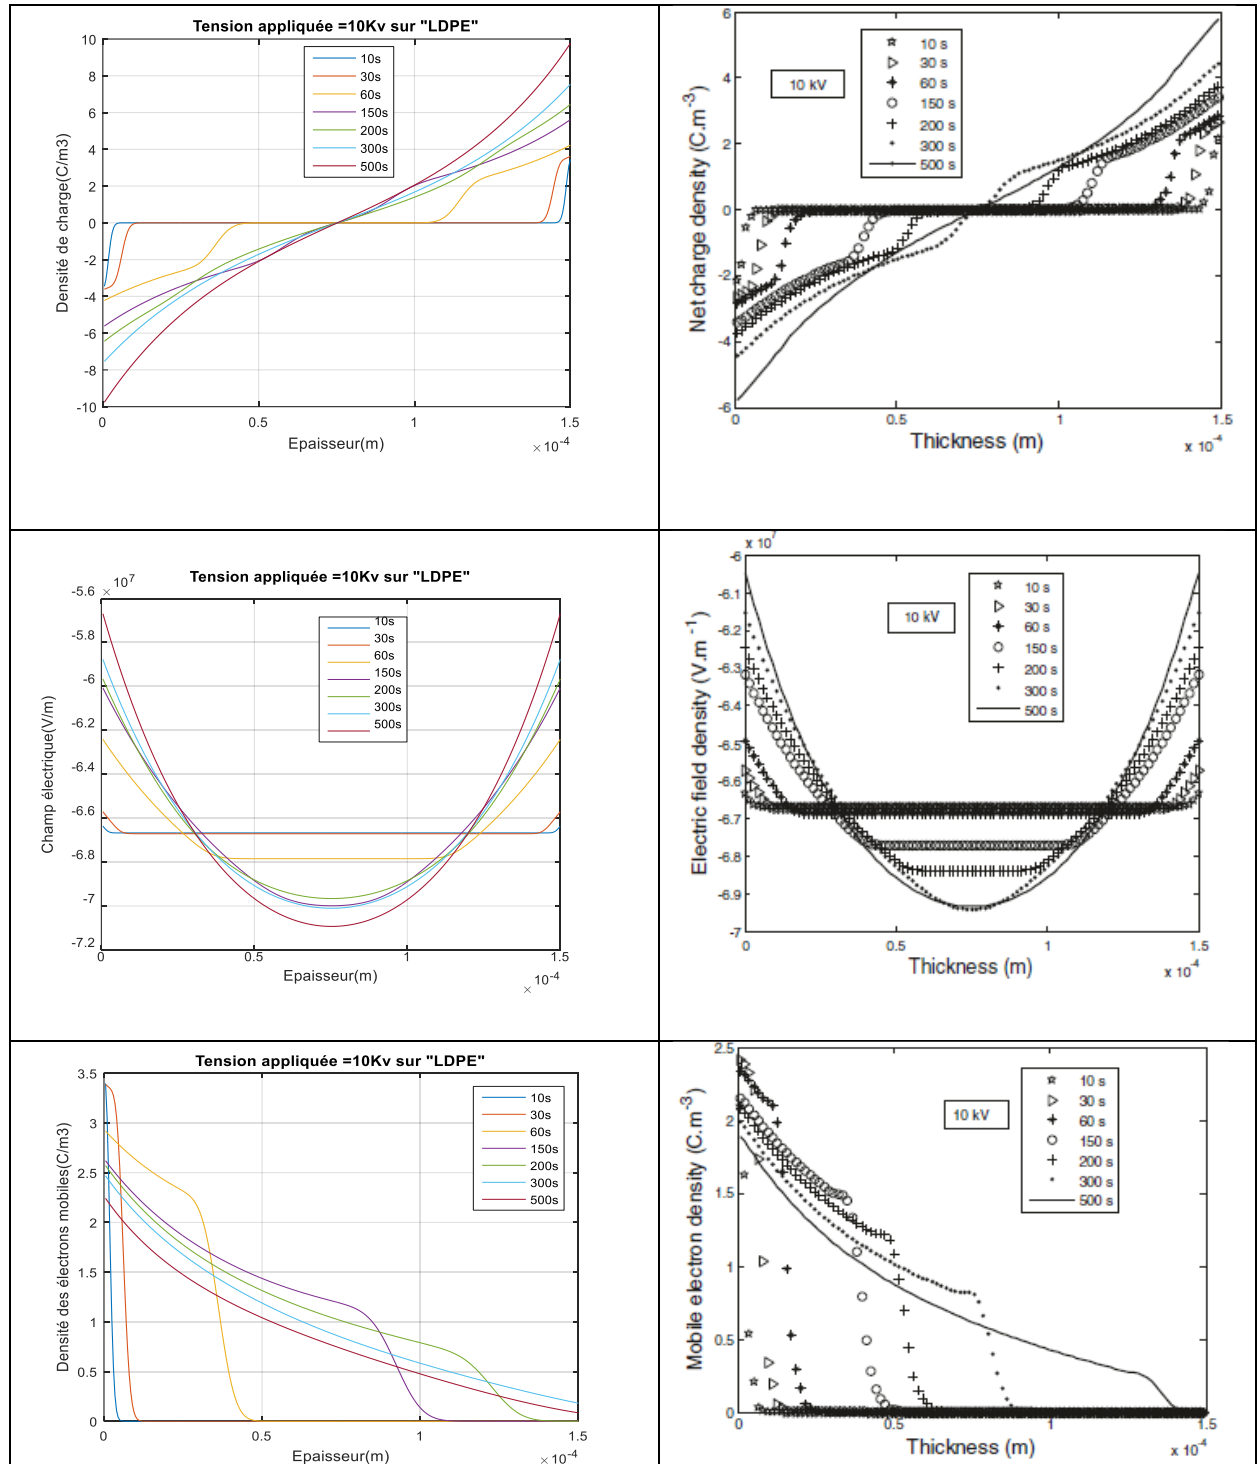 Tension appliquée =10Kv sur "LDPE"
10
8
6
4
2
0
-2
-4
-6
-8
-10
Densité de charge(C/m3)
10s
30s
60s
150s
200s
300s
500s
0
0.5
1
1.5
Epaisseur(m)
× 10-4
6
4
2
0
-2
-4
-6
Net charge density (C.m-3)
10 kV
10 s
30 s
60 s
150 s
200 s
300 s
500 s
0
0.5
1
1.5
Thickness (m)
x 10-4
Tension appliquée =10Kv sur "LDPE"
× 107
-5.6
-5.8
-6
-6.2
-6.4
-6.6
-6.8
-7
-7.2
Champ électrique(V/m)
10s
30s
60s
150s
200s
300s
500s
0
0.5
1
1.5
Epaisseur(m)
× 10-4
x 107
-6
-6.1
-6.2
-6.3
-6.4
-6.5
-6.6
-6.7
-6.8
-6.9
-7
Electric field density (V.m-1)
10 kV
10 s
30 s
60 s
150 s
200 s
300 s
500 s
0
0.5
1
1.5
Thickness (m)
x 10-4
Tension appliquée =10Kv sur "LDPE"
3.5
3
2.5
2
1.5
1
0.5
0
Densité des électrons mobiles(C/m3)
10s
30s
60s
150s
200s
300s
500s
0
0.5
1
1.5
Epaisseur(m)
× 10-4
2.5
2
1.5
1
0.5
0
Mobile electron density (C.m-3)
10 kV
10 s
30 s
60 s
150 s
200 s
300 s
500 s
0
0.5
1
1.5
Thickness (m)
x 10-4